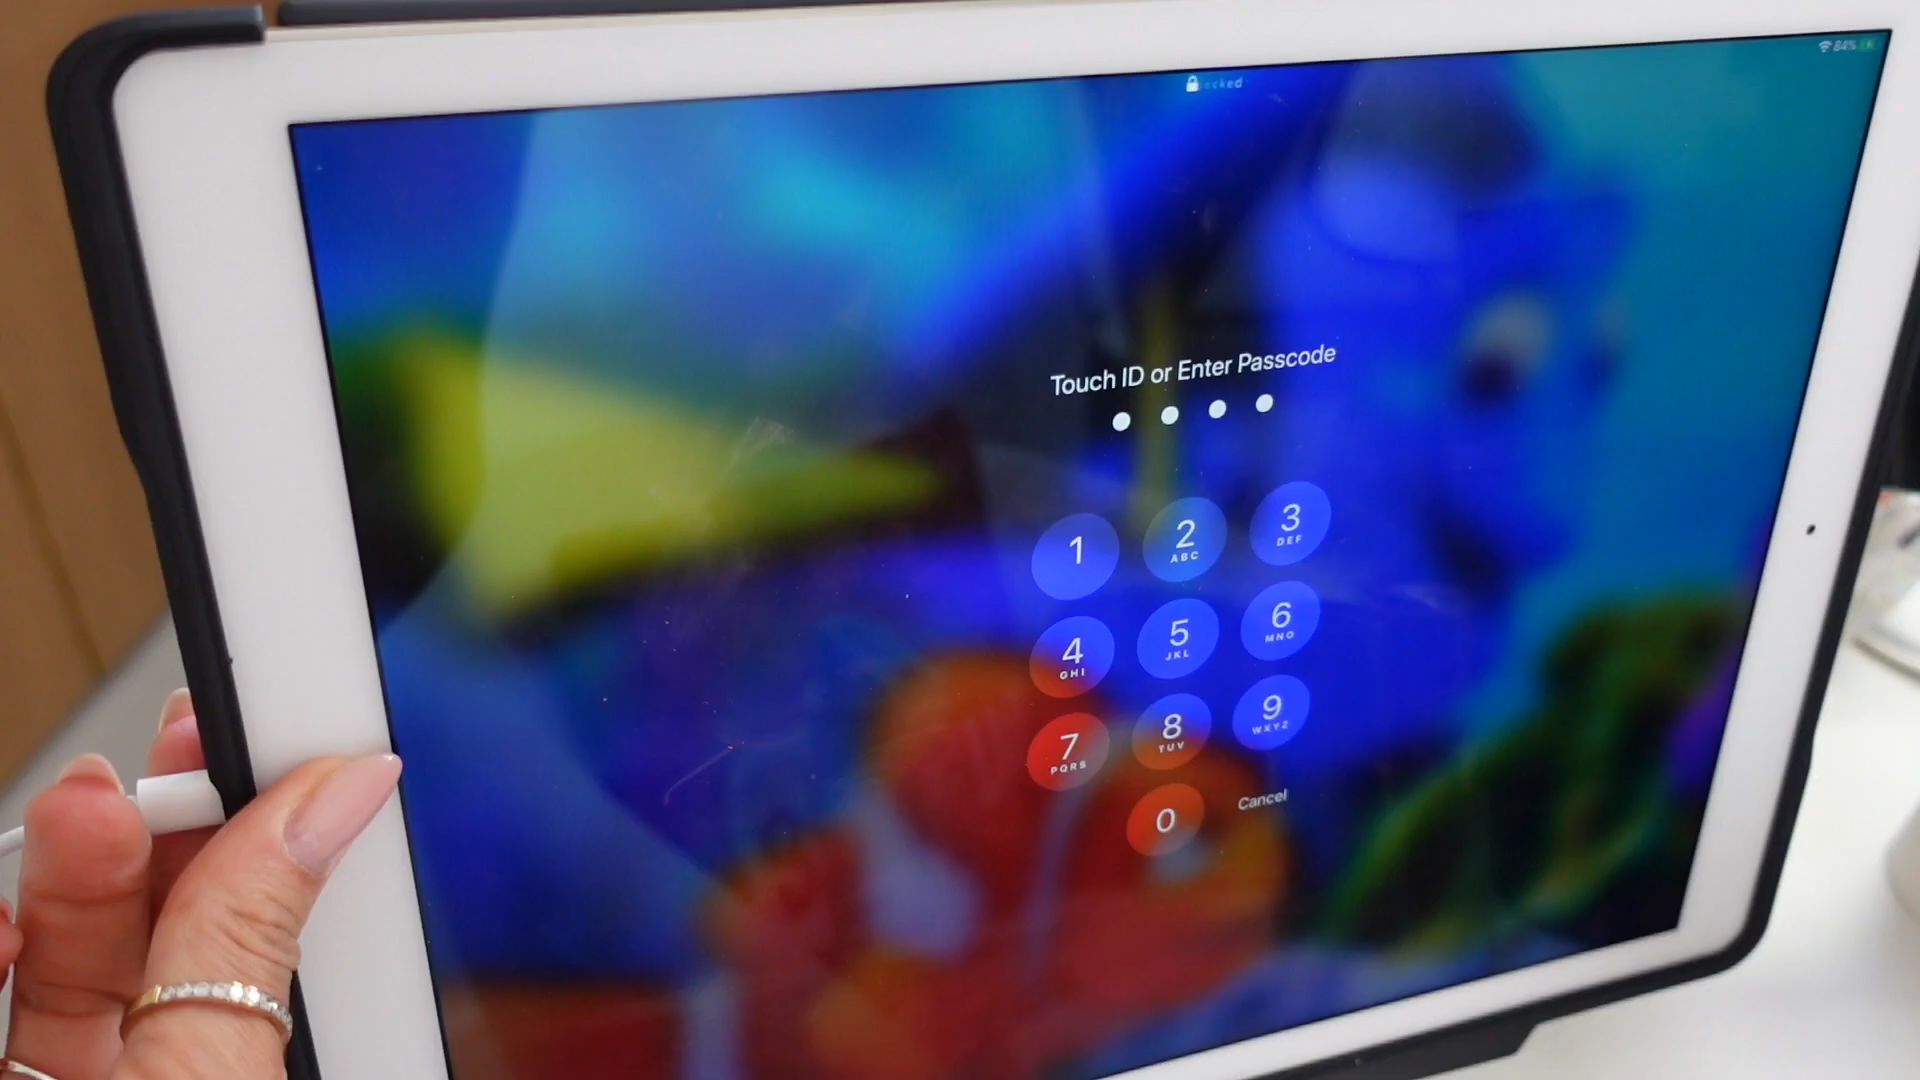 84%
Touch ID or Enter Passcode
1
2
ABC
3
DEF
4
GHI
5
JKL
6
MNO
7
PQRS
8
TUV
9
WXYZ
0
Cancel